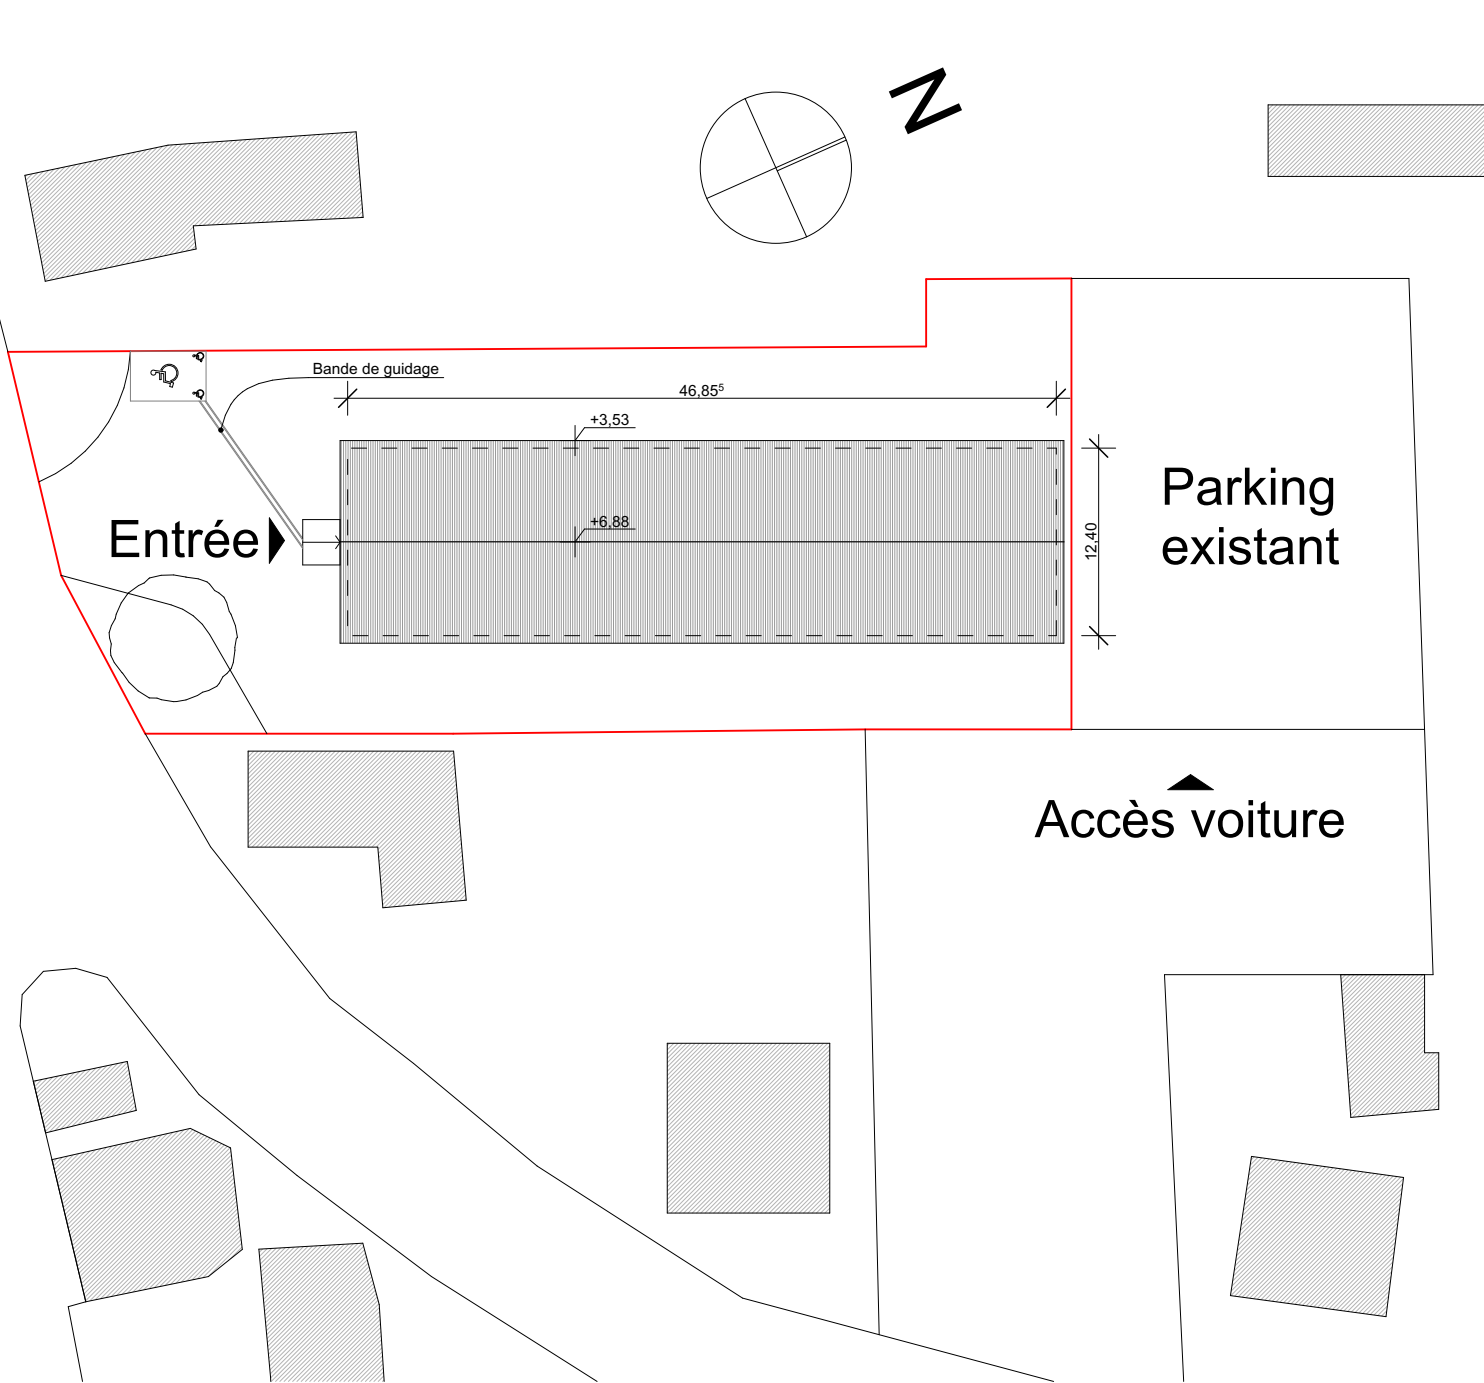 N
Bande de guidage
46,85⁵
+3,53
Parking
existant
+6,88
Entrée
12,40
Accès voiture